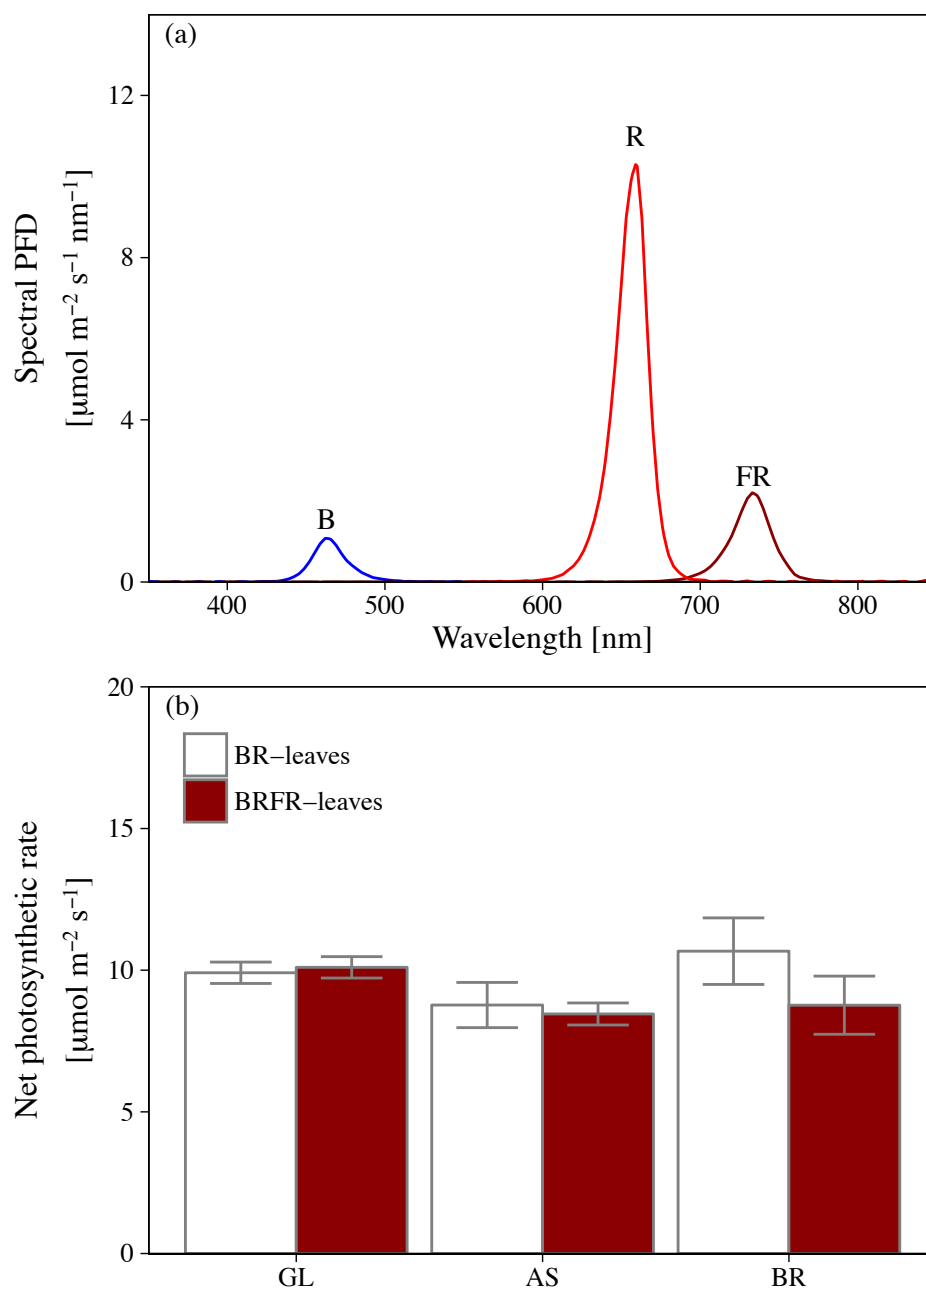 (a)
12
8
4
0
Spectral PFD
[µmol m−2 s−1 nm−1]
R
FR
B
400 500 600 700 800
Wavelength [nm]
(b)
20
15
10
5
0
Net photosynthetic rate
[µmol m−2 s−1]
BR−leaves
BRFR−leaves
GL AS BR